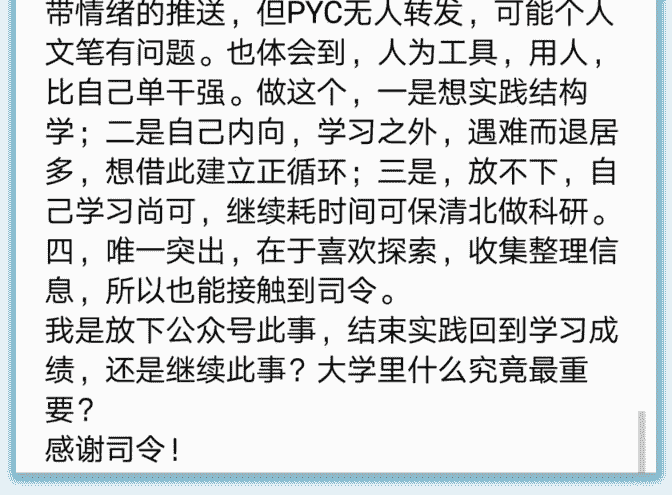 带情绪的推送，但PYC无人转发，可能个人
文笔有问题。也体会到，人为工具，用人，
比自己单干强。做这个，一是想实践结构
学；二是自己内向，学习之外，遇难而退居
多，想借此建立正循环；三是，放不下，自
己学习尚可，继续耗时间可保清北做科研。
四，唯一突出，在于喜欢探索，收集整理信
息，所以也能接触到司令。
我是放下公众号此事，结束实践回到学习成
绩，还是继续此事？大学里什么究竟最重
要？
感谢司令！